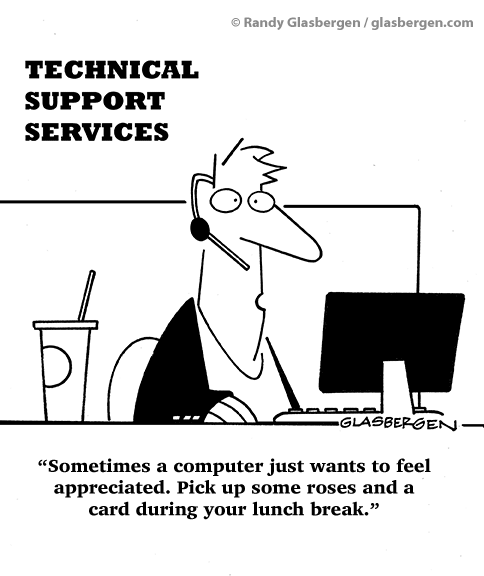 © Randy Glasbergen / glasbergen.com
TECHNICAL
SUPPORT
SERVICES
GLASBERGEN
“Sometimes a computer just wants to feel
appreciated. Pick up some roses and a
card during your lunch break.”